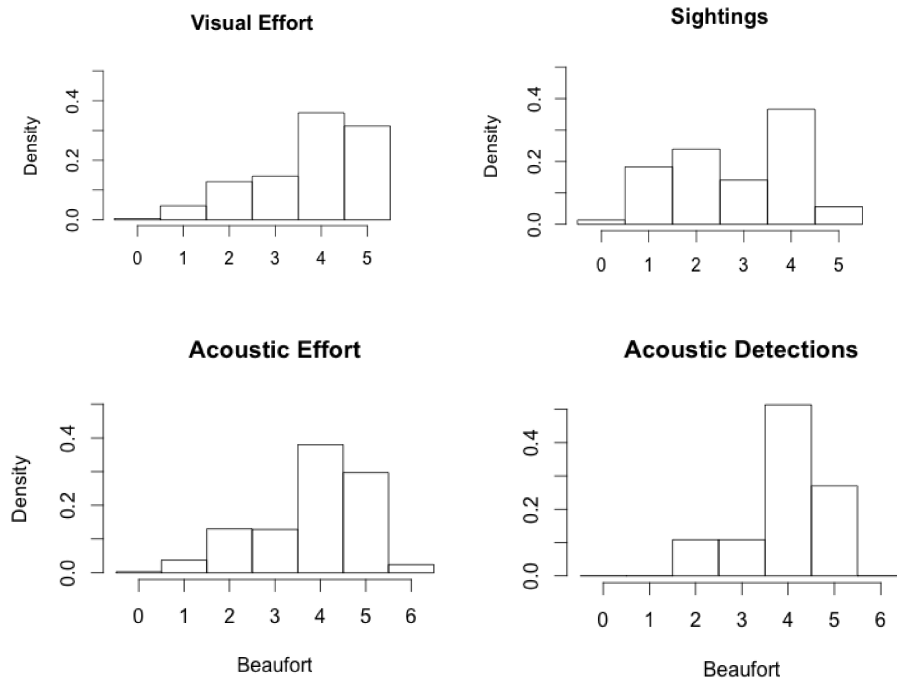 Visual Effort
Density
0.0 0.2 0.4
0 1 2 3 4 5
Sightings
Density
0.0 0.2 0.4
0 1 2 3 4 5
Acoustic Effort
Density
0.0 0.2 0.4
0 1 2 3 4 5 6
Beaufort
Acoustic Detections
0.0 0.2 0.4
0 1 2 3 4 5 6
Beaufort